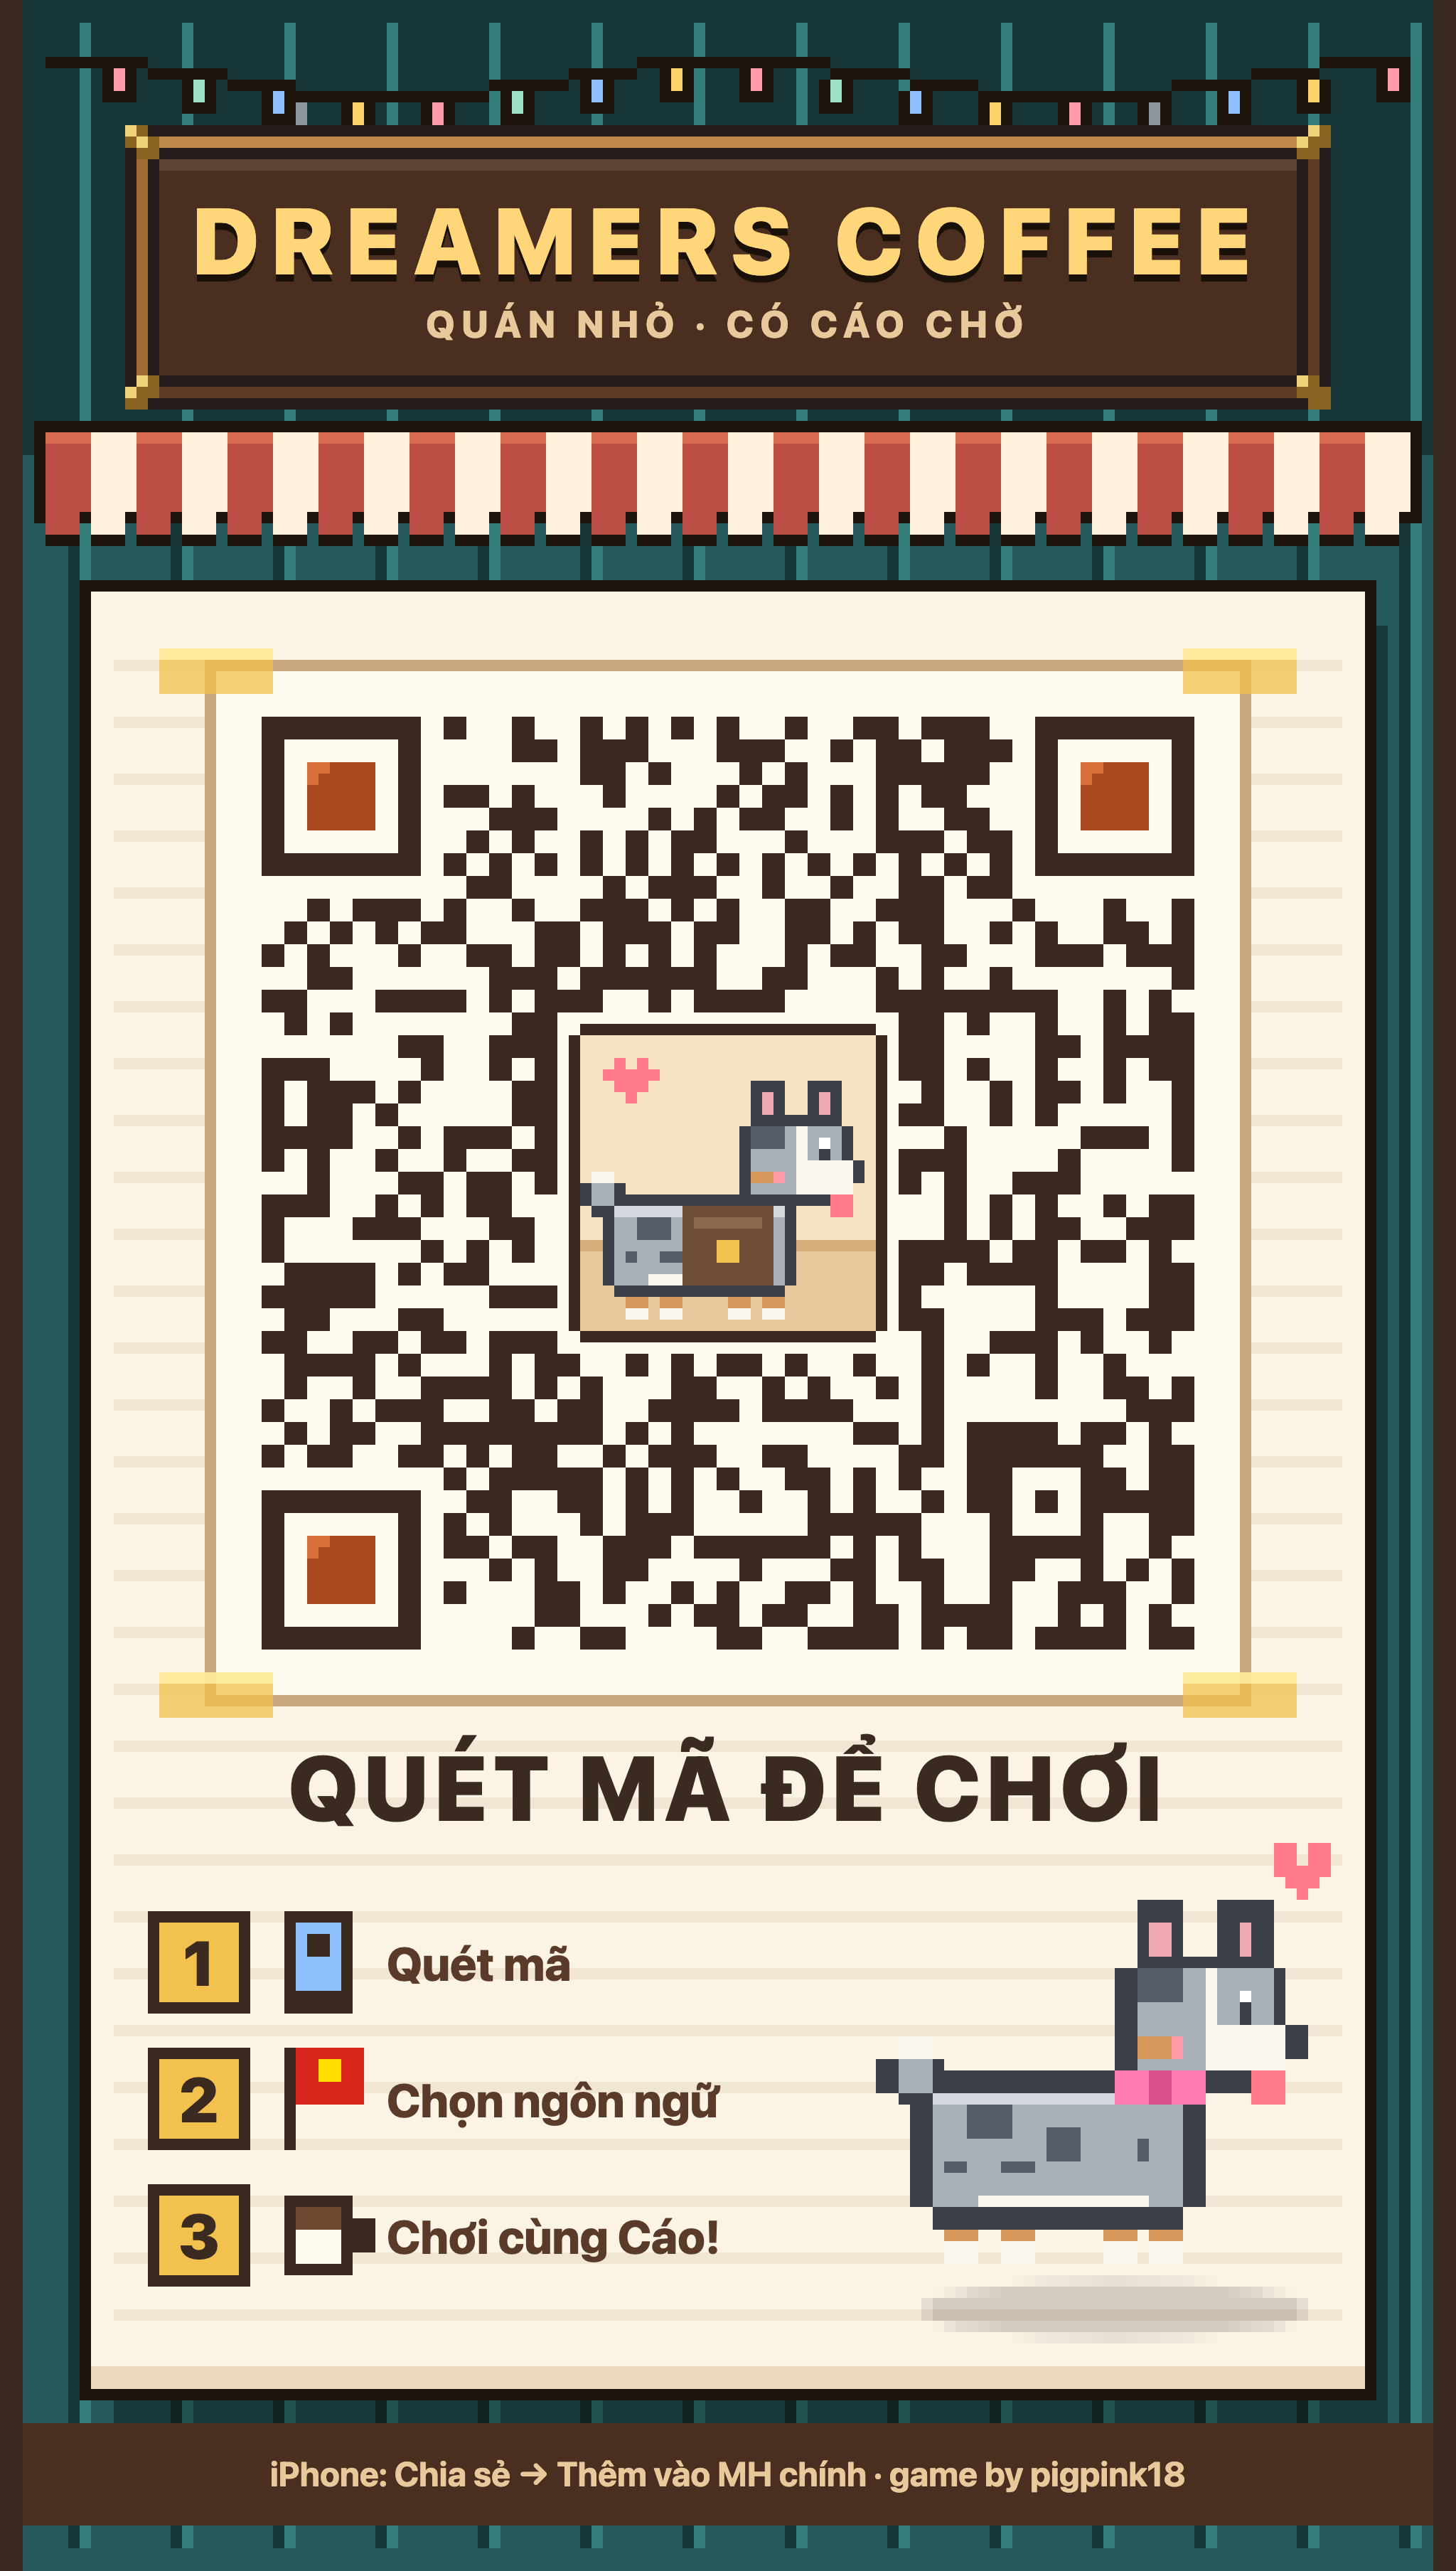 DREAMERS COFFEE
QUÁN NHỎ · CÓ CÁO CHỜ
QUÉT MÃ ĐỂ CHƠI
1 Quét mã
2 Chọn ngôn ngữ
3 Chơi cùng Cáo!
iPhone: Chia sẻ → Thêm vào MH chính · game by pigpink18